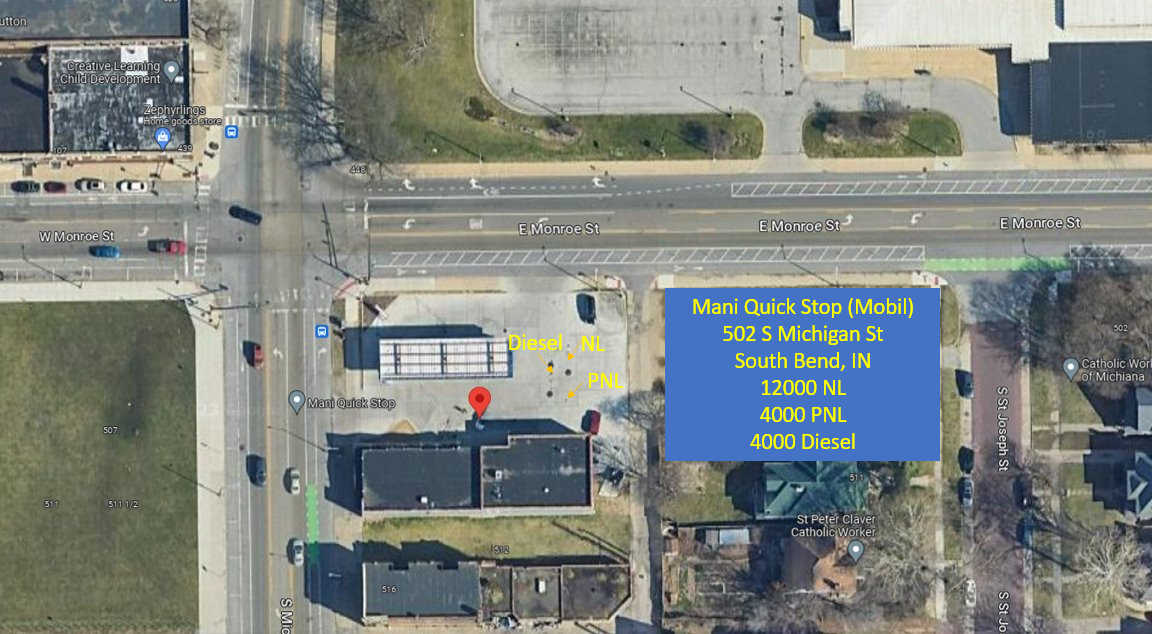 Creative Learning
Child Development
Zephyrlings
Home goods store
107
439
448
W Monroe St
E Monroe St
E Monroe St
E Monroe St
Diesel
NL
PNL
Mani Quick Stop (Mobil)
502 S Michigan St
South Bend, IN
12000 NL
4000 PNL
4000 Diesel
502
Catholic Wor
of Michiana
Mani Quick Stop
507
511
511 1/2
511
S St Joseph St
St Peter Claver
Catholic Worker
512
516
S Mic
S St Jo